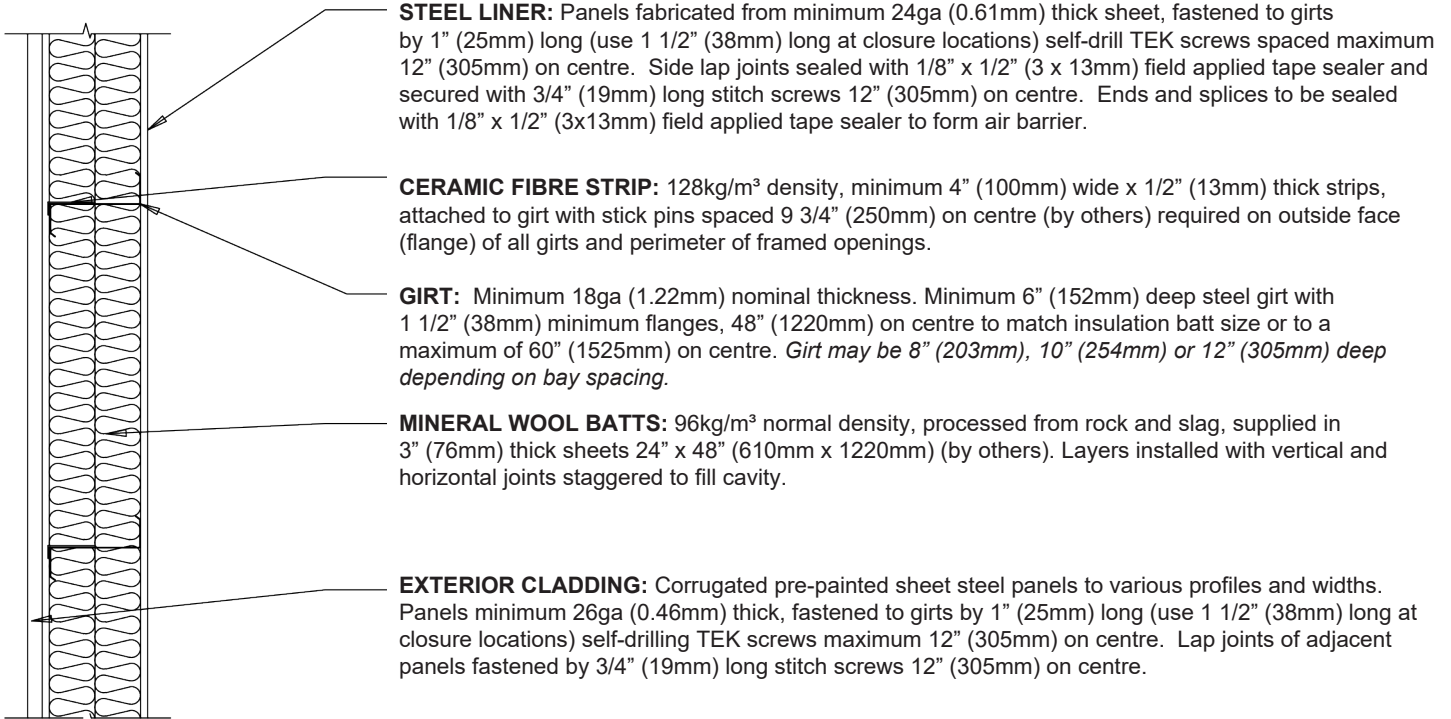 STEEL LINER: Panels fabricated from minimum 24ga (0.61mm) thick sheet, fastened to girts
by 1” (25mm) long (use 1 1/2” (38mm) long at closure locations) self-drill TEK screws spaced maximum
12” (305mm) on centre.  Side lap joints sealed with 1/8” x 1/2” (3 x 13mm) field applied tape sealer and
secured with 3/4” (19mm) long stitch screws 12” (305mm) on centre.  Ends and splices to be sealed
with 1/8” x 1/2” (3x13mm) field applied tape sealer to form air barrier.
CERAMIC FIBRE STRIP: 128kg/m³ density, minimum 4” (100mm) wide x 1/2” (13mm) thick strips,
attached to girt with stick pins spaced 9 3/4” (250mm) on centre (by others) required on outside face
(flange) of all girts and perimeter of framed openings.
GIRT:  Minimum 18ga (1.22mm) nominal thickness. Minimum 6” (152mm) deep steel girt with
1 1/2” (38mm) minimum flanges, 48” (1220mm) on centre to match insulation batt size or to a
maximum of 60” (1525mm) on centre. Girt may be 8” (203mm), 10” (254mm) or 12” (305mm) deep
depending on bay spacing.
MINERAL WOOL BATTS: 96kg/m³ normal density, processed from rock and slag, supplied in
3” (76mm) thick sheets 24” x 48” (610mm x 1220mm) (by others). Layers installed with vertical and
horizontal joints staggered to fill cavity.
EXTERIOR CLADDING: Corrugated pre-painted sheet steel panels to various profiles and widths.
Panels minimum 26ga (0.46mm) thick, fastened to girts by 1” (25mm) long (use 1 1/2” (38mm) long at
closure locations) self-drilling TEK screws maximum 12” (305mm) on centre.  Lap joints of adjacent
panels fastened by 3/4” (19mm) long stitch screws 12” (305mm) on centre.